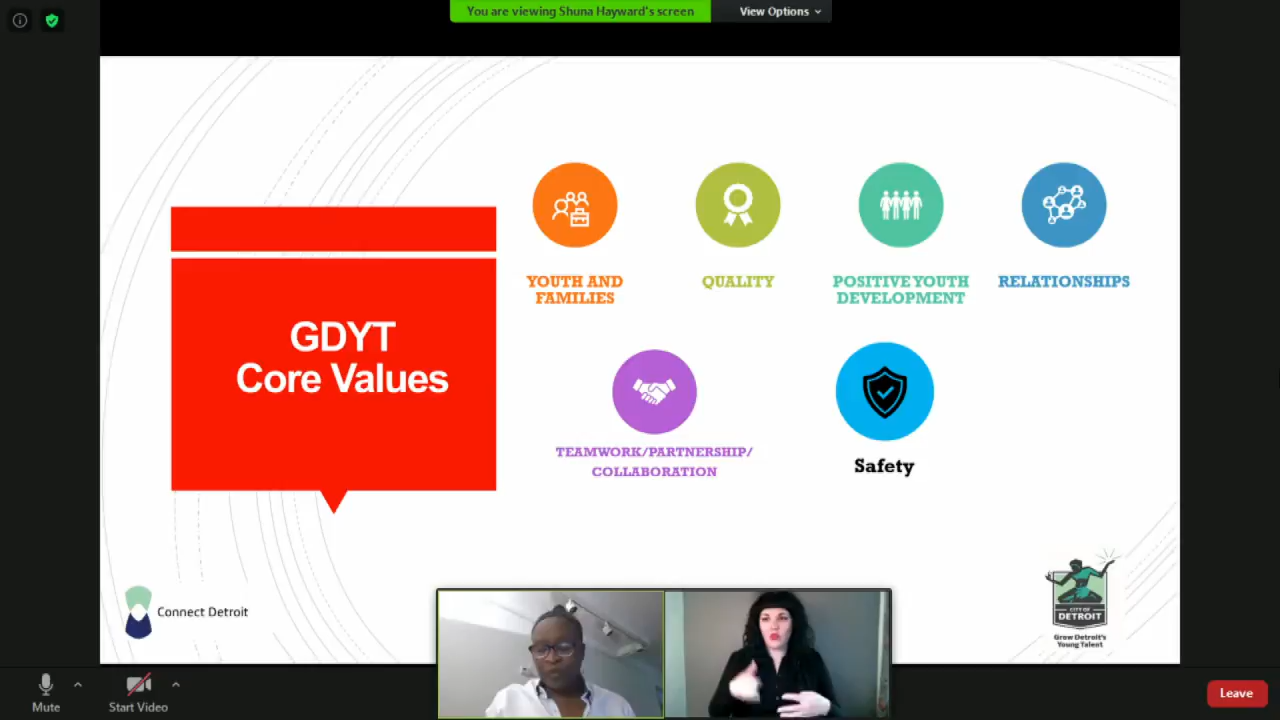 You are viewing Shuna Hayward's screen
View Options
GDYT
Core Values
YOUTH AND
FAMILIES
QUALITY
POSITIVE YOUTH
DEVELOPMENT
RELATIONSHIPS
TEAMWORK/PARTNERSHIP/
COLLABORATION
Safety
Connect Detroit
CITY OF
DETROIT
Grow Detroit's
Young Talent
Mute
Start Video
Leave